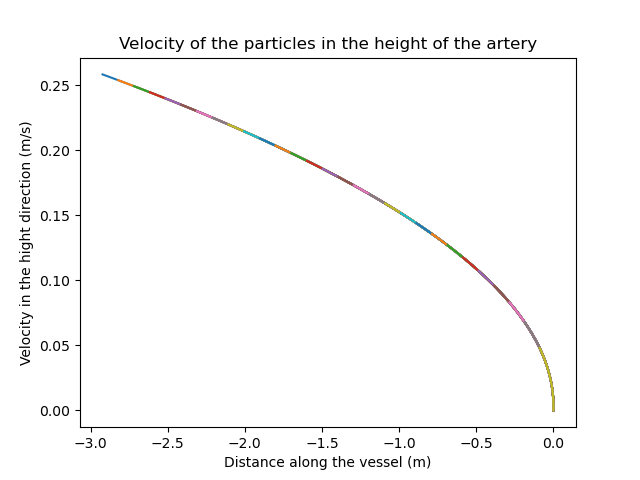 Velocity of the particles in the height of the artery
Velocity in the hight direction (m/s)
0.25
0.20
0.15
0.10
0.05
0.00
−3.0 −2.5 −2.0 −1.5 −1.0 −0.5 0.0
Distance along the vessel (m)